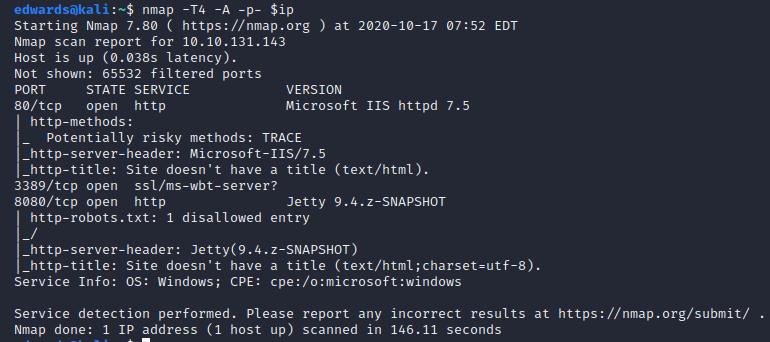 edwards@kali:~$ nmap -T4 -A -p- $ip
Starting Nmap 7.80 ( https://nmap.org ) at 2020-10-17 07:52 EDT
Nmap scan report for 10.10.131.143
Host is up (0.038s latency).
Not shown: 65532 filtered ports
PORT     STATE SERVICE            VERSION
80/tcp   open  http               Microsoft IIS httpd 7.5
| http-methods:
|_  Potentially risky methods: TRACE
|_http-server-header: Microsoft-IIS/7.5
|_http-title: Site doesn't have a title (text/html).
3389/tcp open  ssl/ms-wbt-server?
8080/tcp open  http               Jetty 9.4.z-SNAPSHOT
| http-robots.txt: 1 disallowed entry
|_/
|_http-server-header: Jetty(9.4.z-SNAPSHOT)
|_http-title: Site doesn't have a title (text/html;charset=utf-8).
Service Info: OS: Windows; CPE: cpe:/o:microsoft:windows

Service detection performed. Please report any incorrect results at https://nmap.org/submit/ .
Nmap done: 1 IP address (1 host up) scanned in 146.11 seconds
edwards@kali:~$